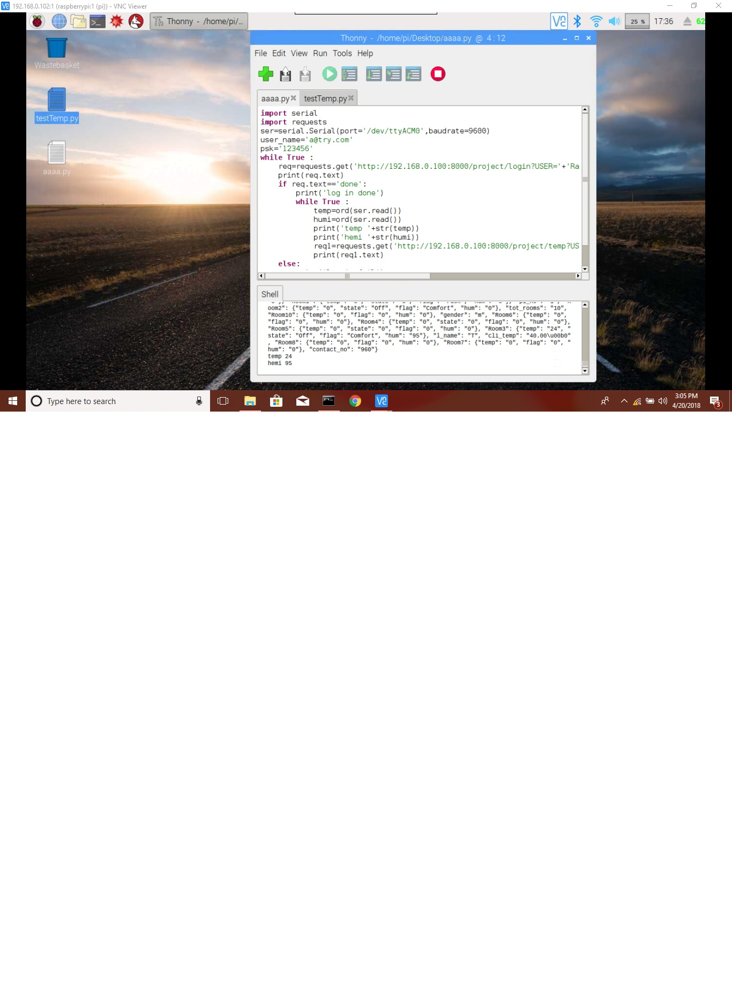 192.168.0.102:1 (raspberrypi:1 (pi)) - VNC Viewer
Thonny - /home/pi/...
25 %
17:36
62
Wastebasket
testTemp.py
aaaa.py
Thonny - /home/pi/Desktop/aaaa.py @ 4 : 12
File Edit View Run Tools Help
aaaa.py
testTemp.py
import serial
import requests
ser=serial.Serial(port='/dev/ttyACM0',baudrate=9600)
user_name='a@try.com'
psk='123456'
while True :
req=requests.get('http://192.168.0.100:8000/project/login?USER='+'Ra
print(req.text)
if req.text=='done':
print('log in done')
while True :
temp=ord(ser.read())
humi=ord(ser.read())
print('temp '+str(temp))
print('hemi '+str(humi))
req1=requests.get('http://192.168.0.100:8000/project/temp?US
print(req1.text)
else:
Shell
oom2": {"temp": "0", "state": "Off", "flag": "Comfort", "hum": "0"}, "tot_rooms": "10",
"Room10": {"temp": "0", "flag": "0", "hum": "0"}, "gender": "m", "Room6": {"temp": "0",
"flag": "0", "hum": "0"}, "Room4": {"temp": "0", "state": "0", "flag": "0", "hum": "0"},
"Room5": {"temp": "0", "state": "0", "flag": "0", "hum": "0"}, "Room3": {"temp": "24", "
state": "Off", "flag": "Comfort", "hum": "95"}, "l_name": "T", "cli_temp": "40.00\u00b0"
, "Room8": {"temp": "0", "flag": "0", "hum": "0"}, "Room7": {"temp": "0", "flag": "0", "
hum": "0"}, "contact_no": "960"}
temp 24
hemi 95
Type here to search
3:05 PM
4/20/2018
3